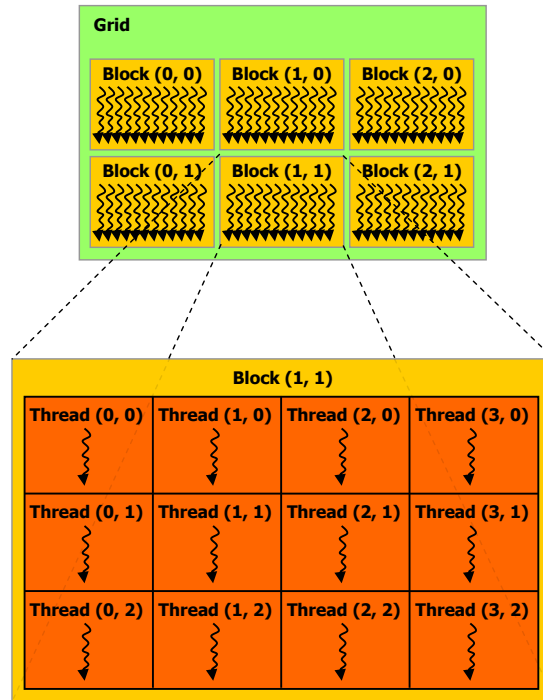 Grid
Block (0, 0) Block (1, 0) Block (2, 0)
Block (0, 1) Block (1, 1) Block (2, 1)
Block (1, 1)
Thread (0, 0) Thread (1, 0) Thread (2, 0) Thread (3, 0)
Thread (0, 1) Thread (1, 1) Thread (2, 1) Thread (3, 1)
Thread (0, 2) Thread (1, 2) Thread (2, 2) Thread (3, 2)